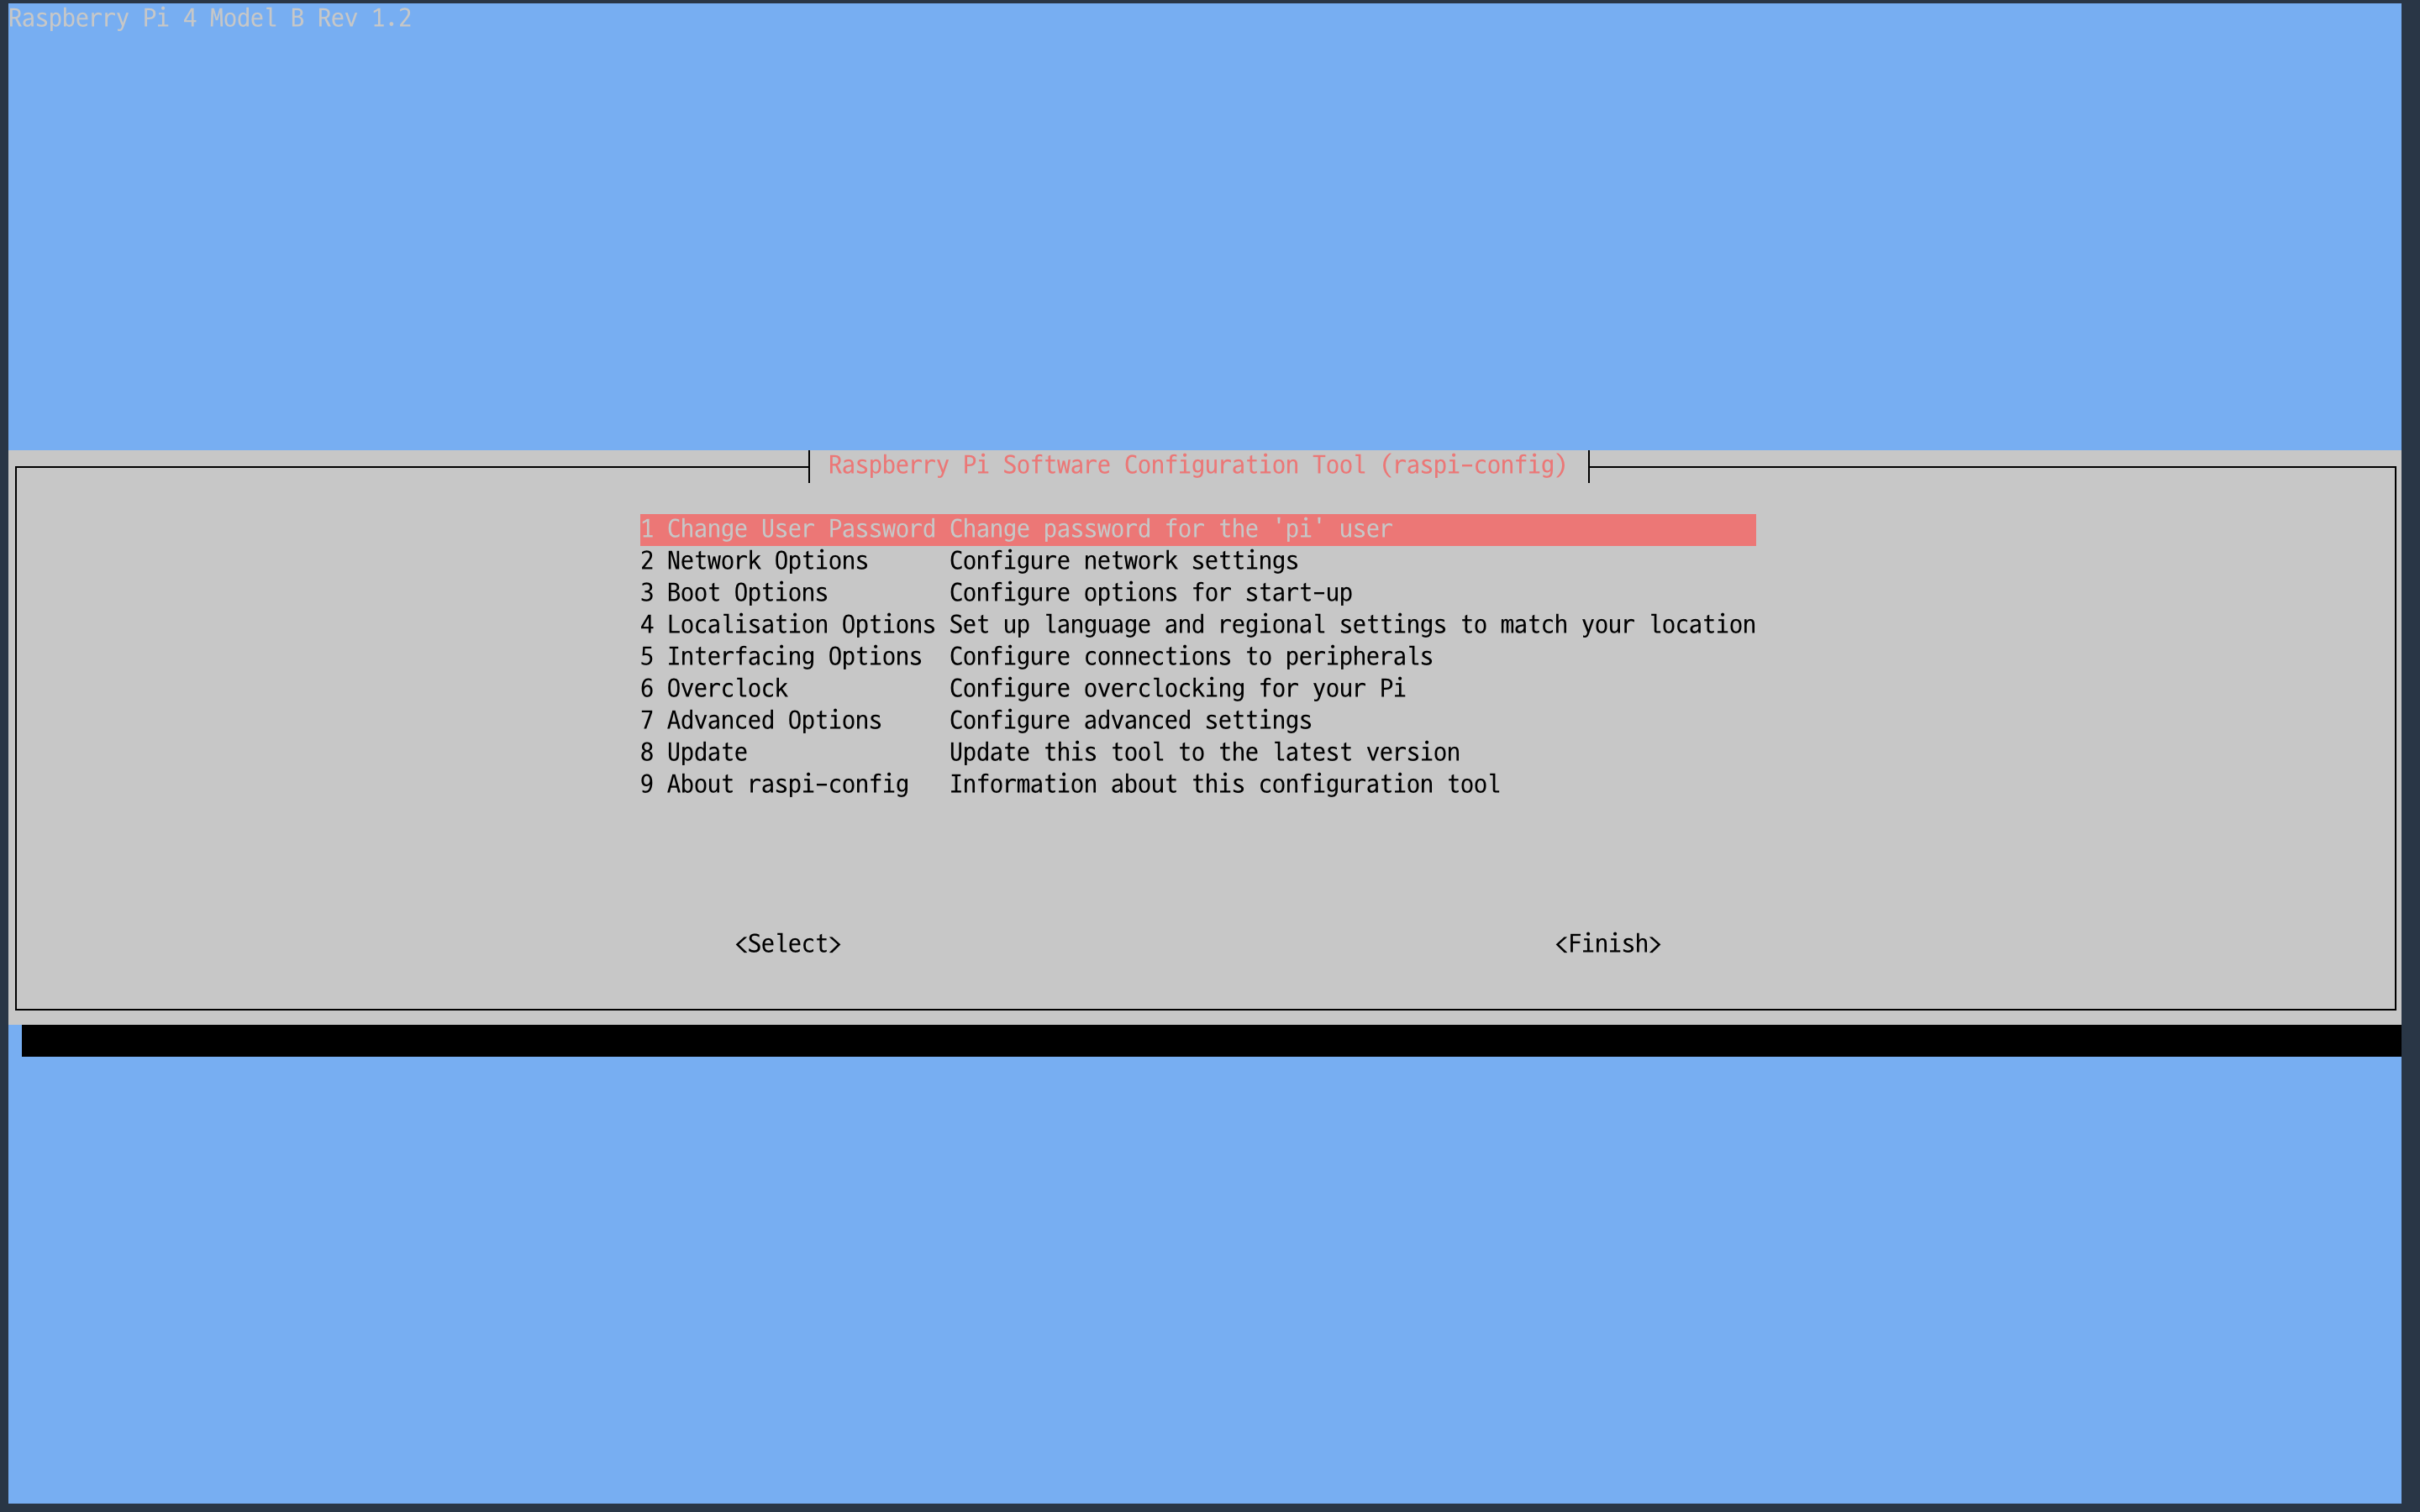 Raspberry Pi 4 Model B Rev 1.2
Raspberry Pi Software Configuration Tool (raspi-config)
1 Change User Password Change password for the 'pi' user
2 Network Options Configure network settings
3 Boot Options Configure options for start-up
4 Localisation Options Set up language and regional settings to match your location
5 Interfacing Options Configure connections to peripherals
6 Overclock Configure overclocking for your Pi
7 Advanced Options Configure advanced settings
8 Update Update this tool to the latest version
9 About raspi-config Information about this configuration tool
<Select> <Finish>